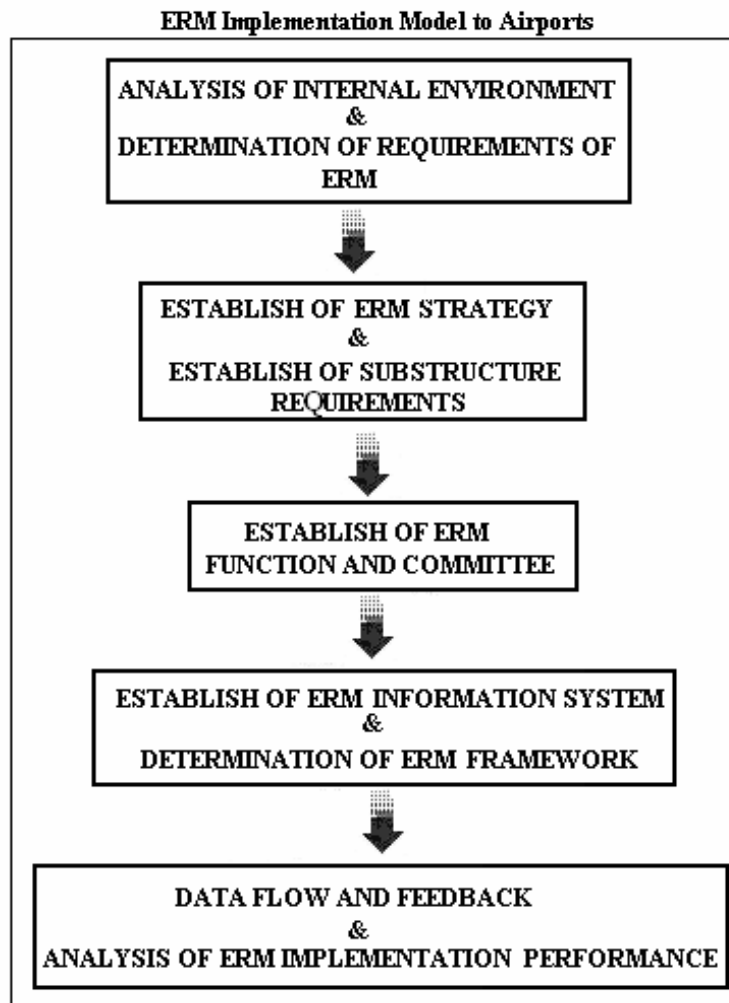 ERM Implementation Model to Airports
ANALYSIS OF INTERNAL ENVIRONMENT
&
DETERMINATION OF REQUIREMENTS OF
ERM
ESTABLISH OF ERM STRATEGY
&
ESTABLISH OF SUBSTRUCTURE
REQUIREMENTS
ESTABLISH OF ERM
FUNCTION AND COMMITTEE
ESTABLISH OF ERM INFORMATION SYSTEM
&
DETERMINATION OF ERM FRAMEWORK
DATA FLOW AND FEEDBACK
&
ANALYSIS OF ERM IMPLEMENTATION PERFORMANCE